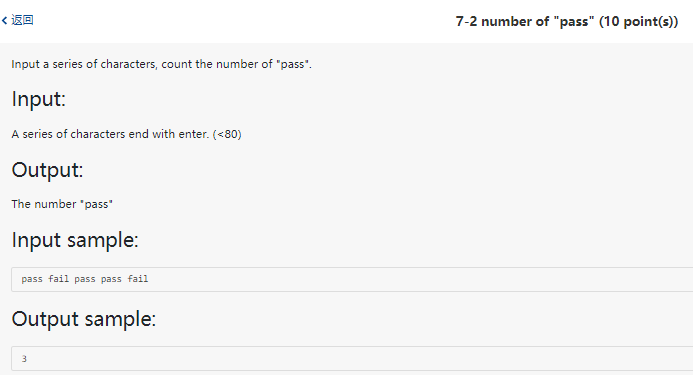 返回
7-2 number of "pass" (10 point(s))
Input a series of characters, count the number of "pass".
Input:
A series of characters end with enter. (<80)
Output:
The number "pass"
Input sample:
pass fail pass pass fail
Output sample:
3